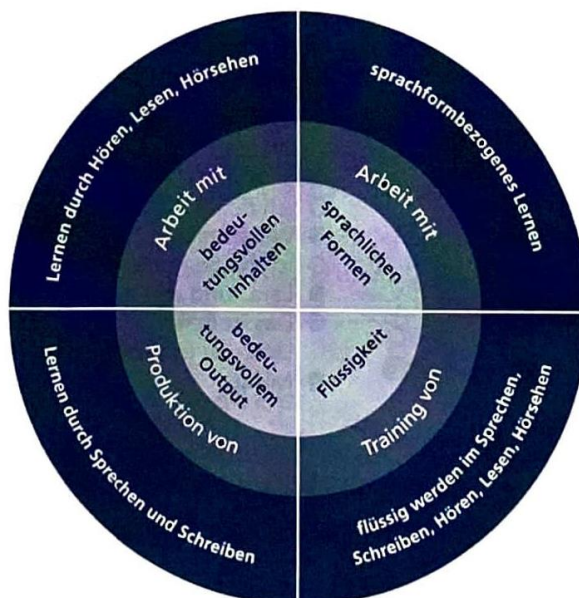 Lernen durch Hören, Lesen, Hörsehen
Arbeit mit
bedeu-
tungsvollen
Inhalten
sprachformbezogenes Lernen
Arbeit mit
sprachlichen
Formen
Lernen durch Sprechen und Schreiben
Produktion von
bedeu-
tungsvollem
Output
flüssig werden im Sprechen,
Schreiben, Hören, Lesen, Hörsehen
Training von
Flüssigkeit